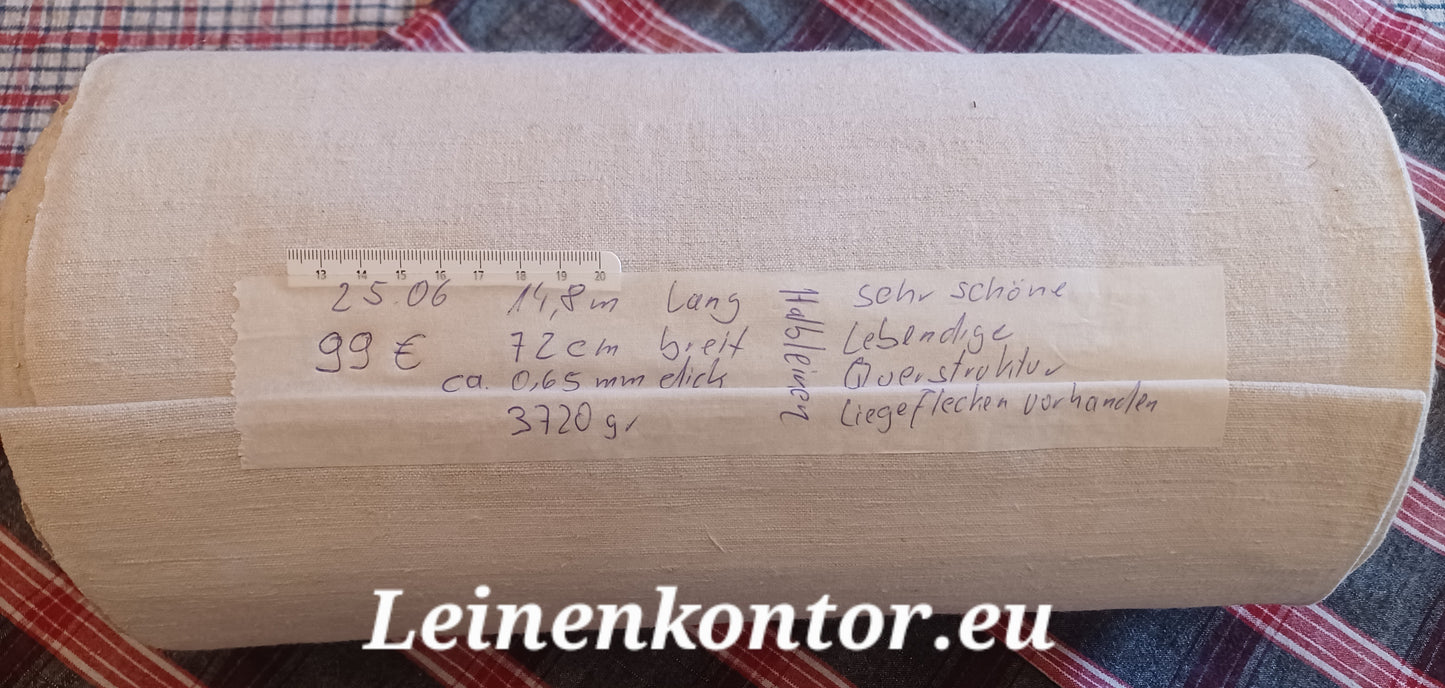 13 14 15 16 17 18 19 20
25.06 14,8m lang
99 € 72cm breit
ca. 0,65 mm dick
3720 gr
Halbleinen
sehr schöne
Lebendige
Querstruktur
Liegeflecken vorhanden
Leinenkontor.eu